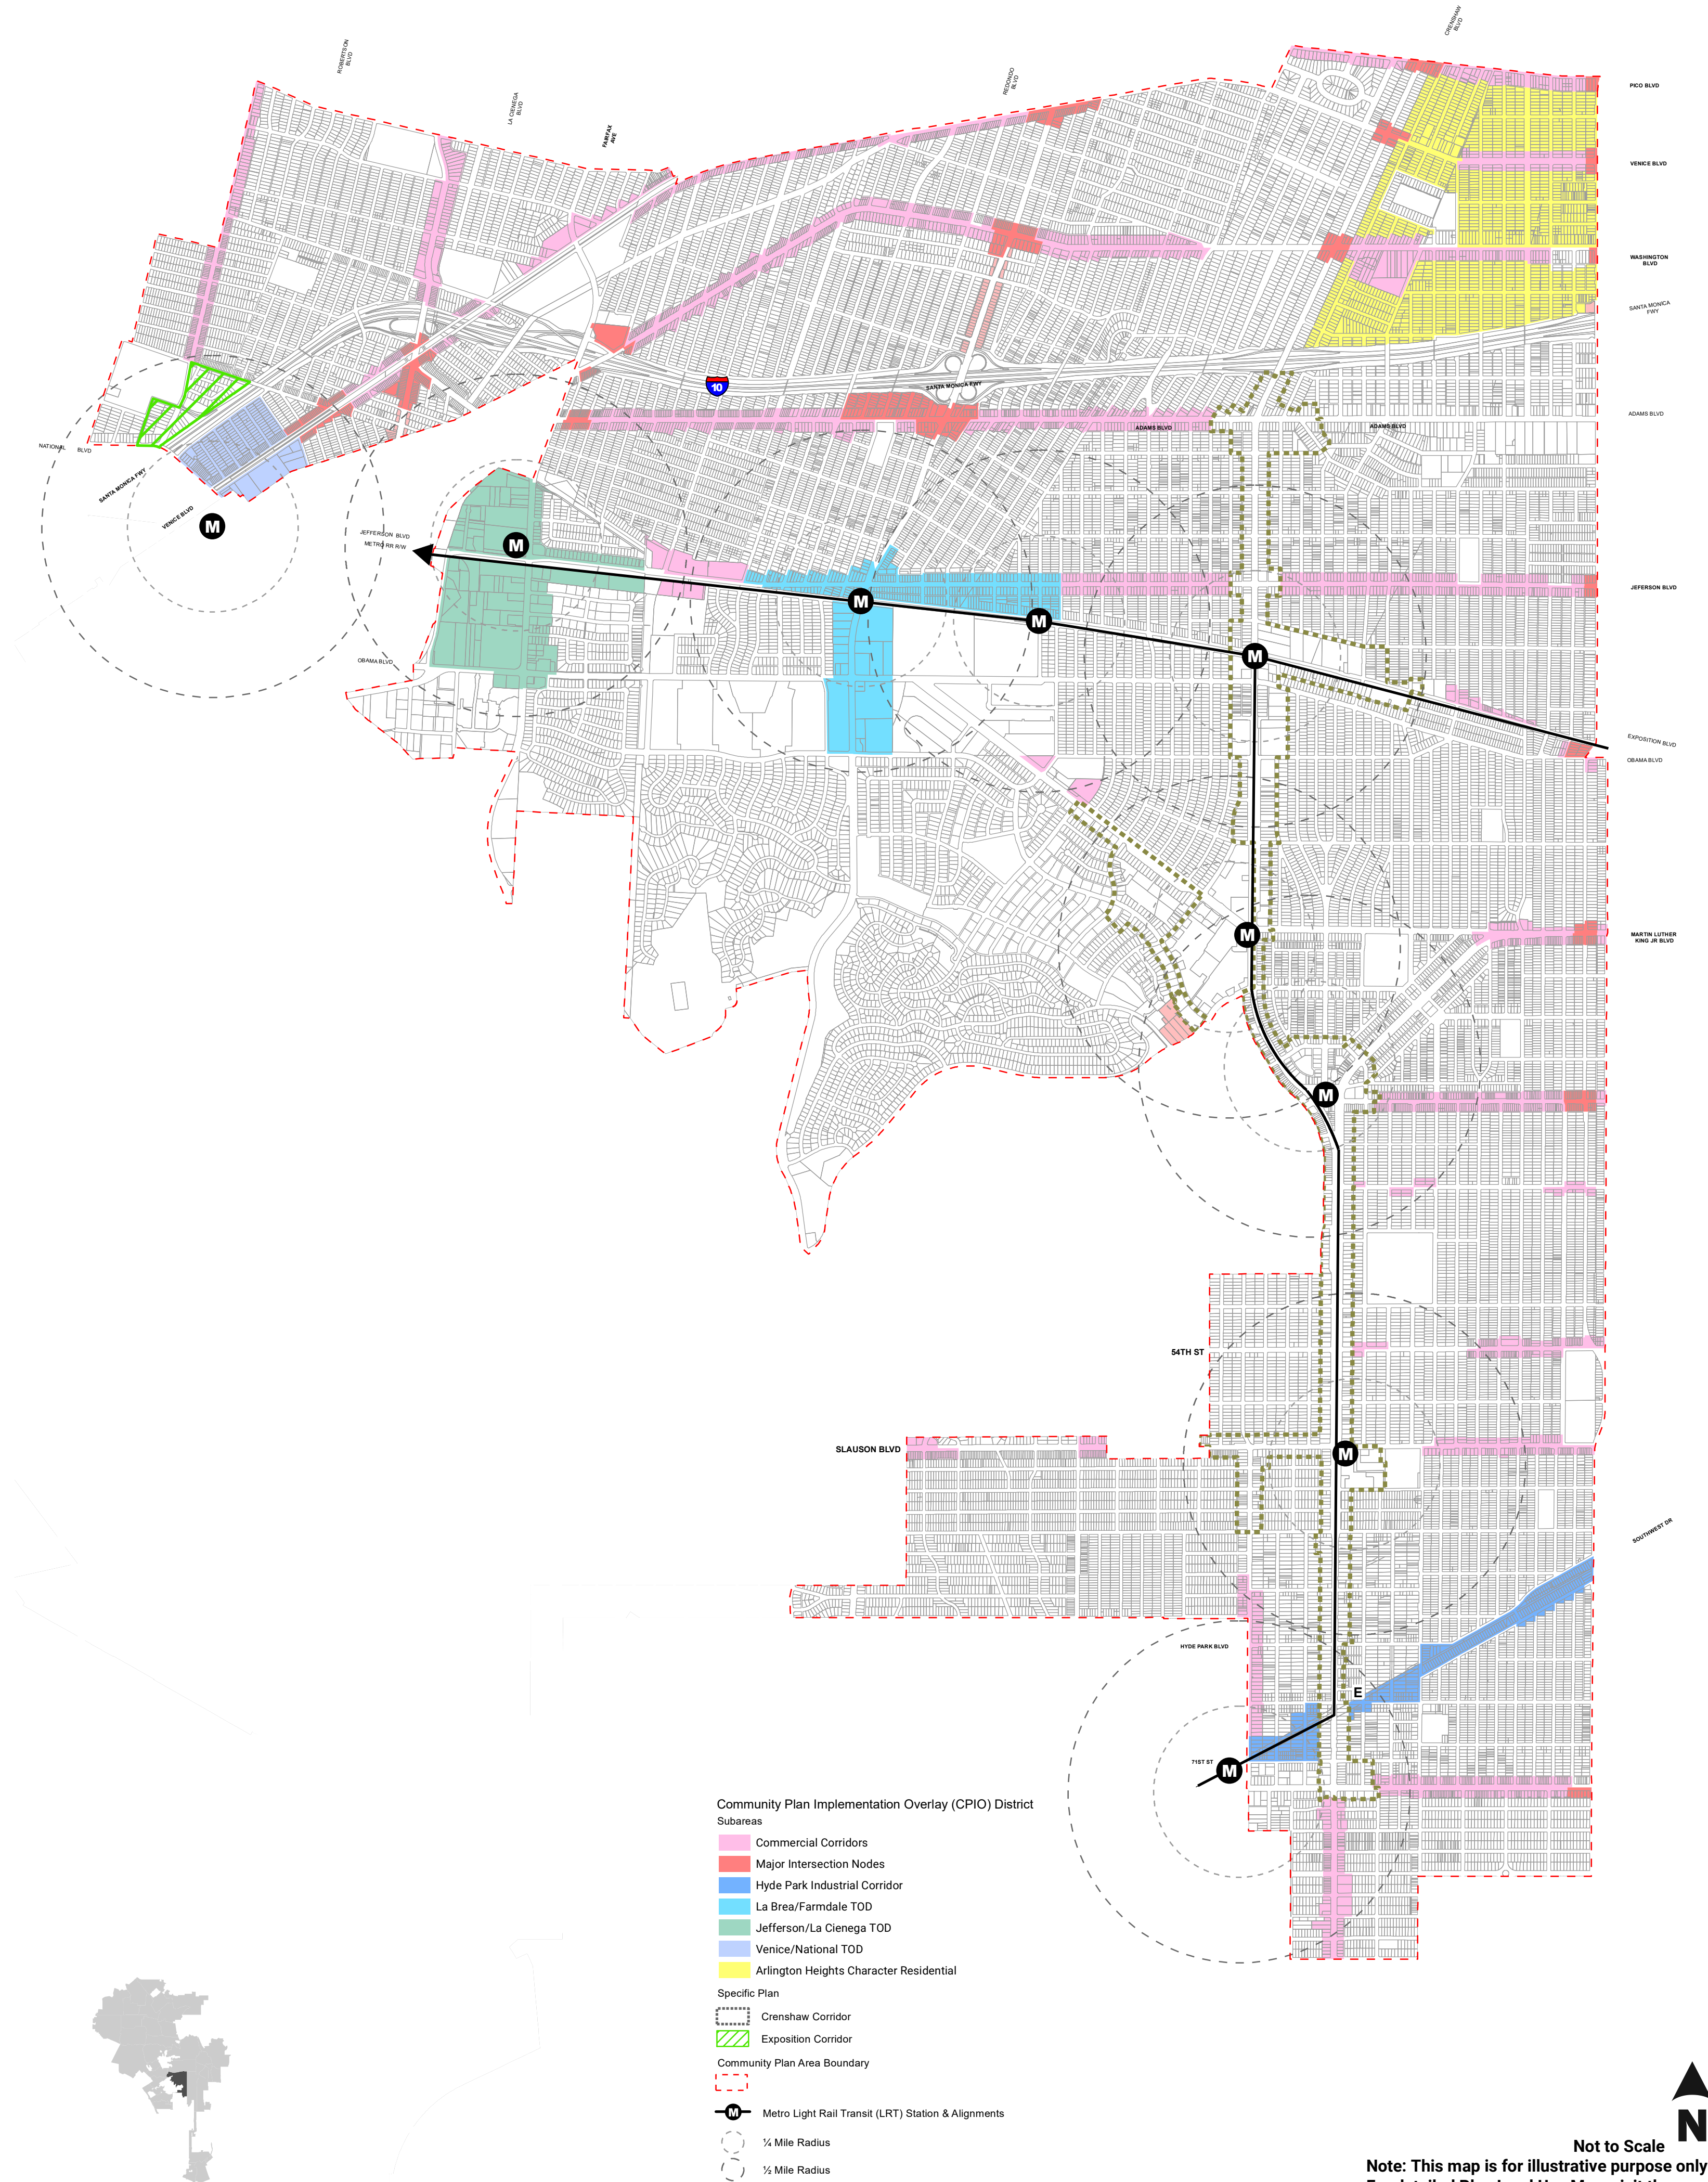 CRENSHAW
BLVD
ROBERTSON
BLVD
REDONDO
BLVD
PICO BLVD
LA CIENEGA
BLVD
FAIRFAX
AVE
VENICE BLVD
WASHINGTON
BLVD
SANTA MONICA
FWY
10
SANTA MONICA FWY
ADAMS BLVD
ADAMS BLVD
ADAMS BLVD
NATIONAL BLVD
SANTA MONICA FWY
VENICE BLVD
M
JEFFERSON BLVD
METRO RR R/W
M
JEFERSON BLVD
M
M
M
OBAMA BLVD
EXPOSITION BLVD
OBAMA BLVD
M
MARTIN LUTHER
KING JR BLVD
M
54TH ST
SLAUSON BLVD
M
SOUTHWEST DR
HYDE PARK BLVD
E
71ST ST
M
Community Plan Implementation Overlay (CPIO) District
Subareas
Commercial Corridors
Major Intersection Nodes
Hyde Park Industrial Corridor
La Brea/Farmdale TOD
Jefferson/La Cienega TOD
Venice/National TOD
Arlington Heights Character Residential
Specific Plan
Crenshaw Corridor
Exposition Corridor
Community Plan Area Boundary
M Metro Light Rail Transit (LRT) Station & Alignments
¼ Mile Radius
½ Mile Radius
N
Not to Scale
Note: This map is for illustrative purpose only